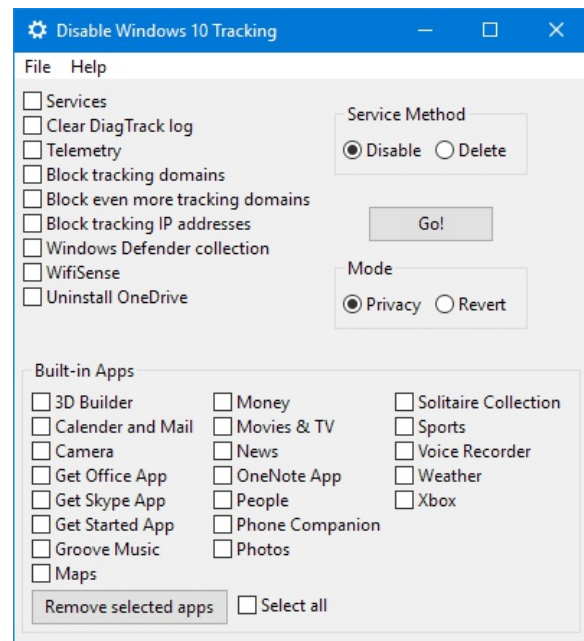 Disable Windows 10 Tracking
File Help
Services
Clear DiagTrack log
Telemetry
Block tracking domains
Block even more tracking domains
Block tracking IP addresses
Windows Defender collection
WifiSense
Uninstall OneDrive
Service Method
Disable Delete
Go!
Mode
Privacy Revert
Built-in Apps
3D Builder
Calender and Mail
Camera
Get Office App
Get Skype App
Get Started App
Groove Music
Maps
Money
Movies & TV
News
OneNote App
People
Phone Companion
Photos
Solitaire Collection
Sports
Voice Recorder
Weather
Xbox
Remove selected apps
Select all